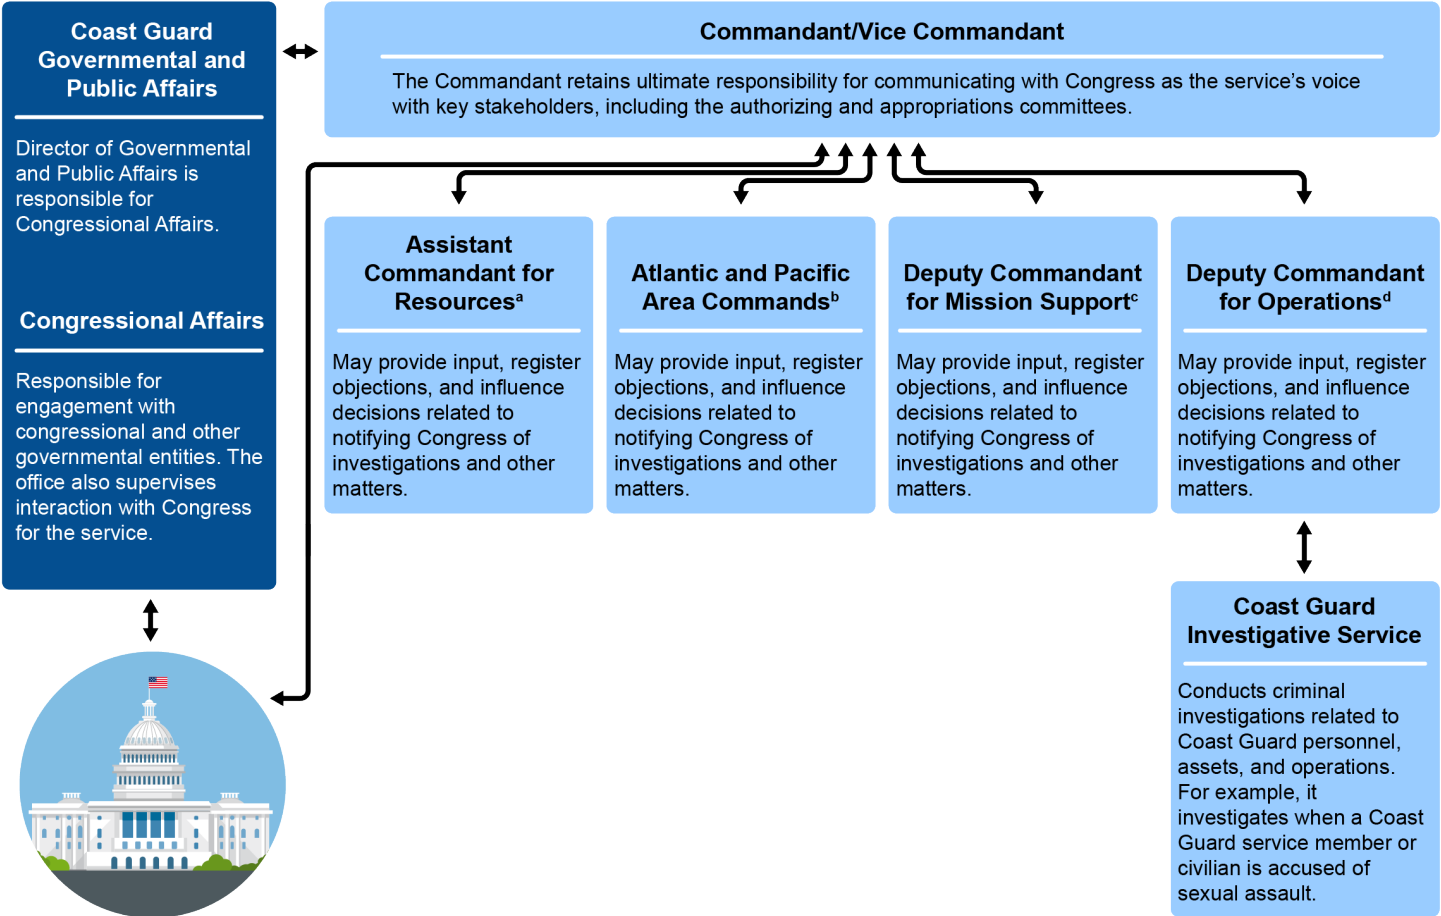 Coast Guard
Governmental and
Public Affairs
Director of Governmental
and Public Affairs is
responsible for
Congressional Affairs.
Congressional Affairs
Responsible for
engagement with
congressional and other
governmental entities. The
office also supervises
interaction with Congress
for the service.
Commandant/Vice Commandant
The Commandant retains ultimate responsibility for communicating with Congress as the service’s voice
with key stakeholders, including the authorizing and appropriations committees.
Assistant
Commandant for
Resourcesᵃ
May provide input, register
objections, and influence
decisions related to
notifying Congress of
investigations and other
matters.
Atlantic and Pacific
Area Commandsᵇ
May provide input, register
objections, and influence
decisions related to
notifying Congress of
investigations and other
matters.
Deputy Commandant
for Mission Supportᶜ
May provide input, register
objections, and influence
decisions related to
notifying Congress of
investigations and other
matters.
Deputy Commandant
for Operationsᵈ
May provide input, register
objections, and influence
decisions related to
notifying Congress of
investigations and other
matters.
Coast Guard
Investigative Service
Conducts criminal
investigations related to
Coast Guard personnel,
assets, and operations.
For example, it
investigates when a Coast
Guard service member or
civilian is accused of
sexual assault.